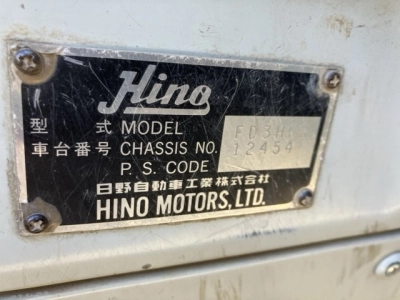 Hino
型 式 MODEL FD3H
車台番号 CHASSIS NO. 12454
P. S. CODE
日野自動車工業株式会社
HINO MOTORS, LTD.